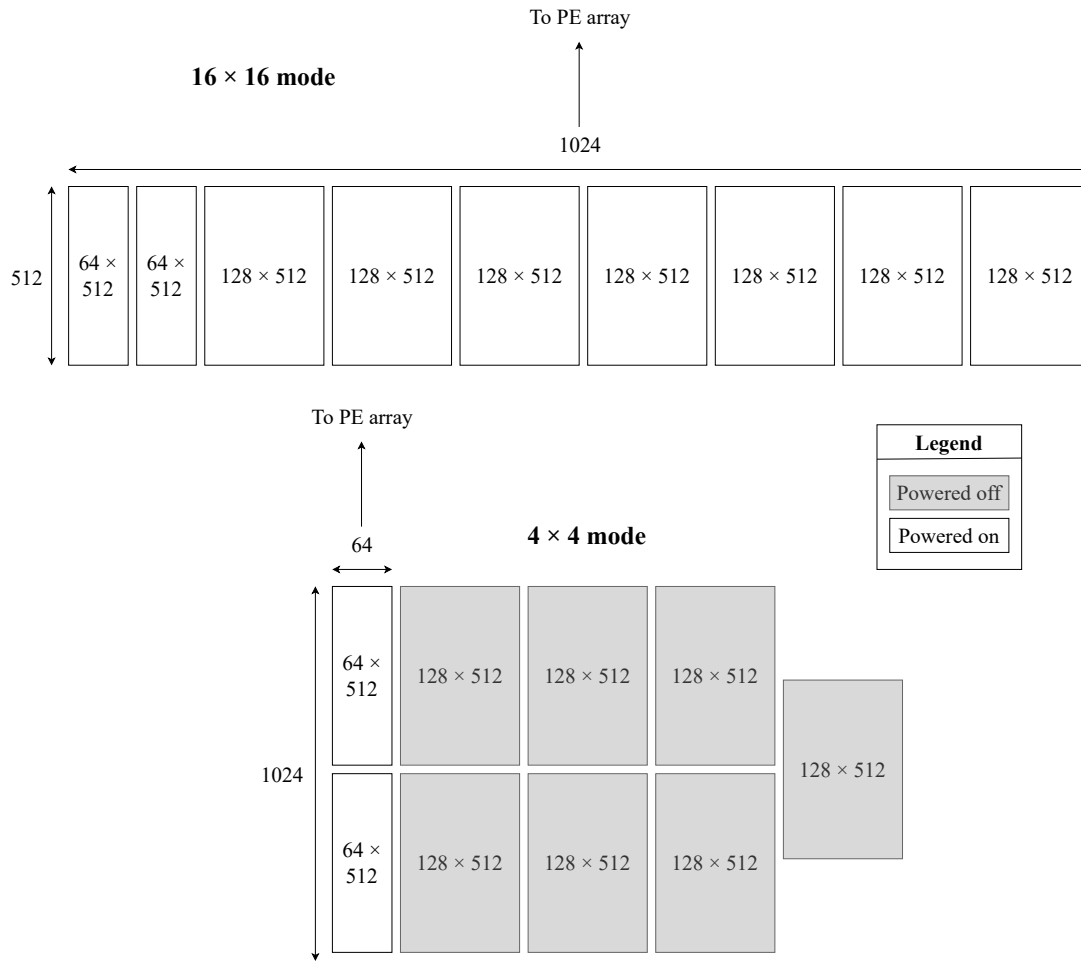 To PE array
16 × 16 mode
1024
512
64 ×
512
64 ×
512
128 × 512
128 × 512
128 × 512
128 × 512
128 × 512
128 × 512
128 × 512
To PE array
Legend
Powered off
Powered on
4 × 4 mode
64
64 ×
512
128 × 512
128 × 512
128 × 512
128 × 512
1024
64 ×
512
128 × 512
128 × 512
128 × 512